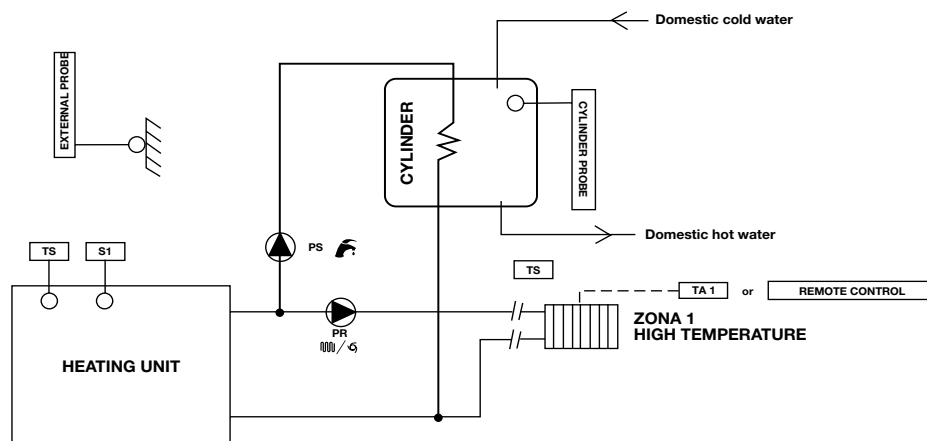 Domestic cold water
EXTERNAL PROBE
CYLINDER
CYLINDER PROBE
Domestic hot water
PS
TS
S1
TS
TA 1
or
REMOTE CONTROL
PR
ZONA 1
HIGH TEMPERATURE
HEATING UNIT